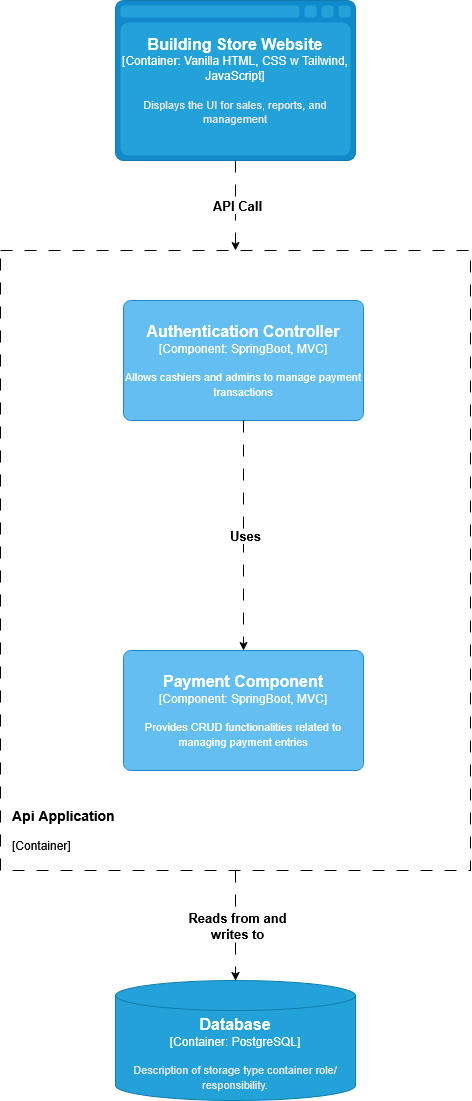 Building Store Website
[Container: Vanilla HTML, CSS w Tailwind,
JavaScript]
Displays the UI for sales, reports, and
management
API Call
Authentication Controller
[Component: SpringBoot, MVC]
Allows cashiers and admins to manage payment
transactions
Uses
Payment Component
[Component: SpringBoot, MVC]
Provides CRUD functionalities related to
managing payment entries
Api Application
[Container]
Reads from and
writes to
Database
[Container: PostgreSQL]
Description of storage type container role/
responsibility.